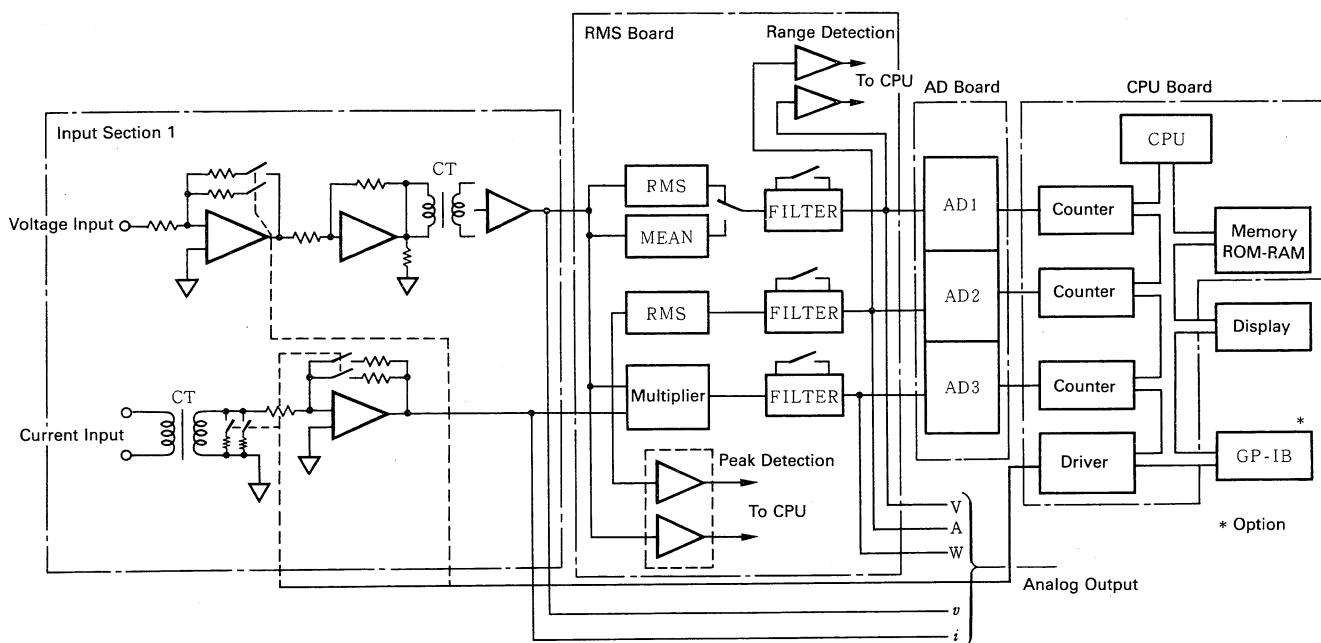 RMS Board
Range Detection
To CPU
AD Board
CPU Board
Input Section 1
CPU
CT
RMS
Voltage Input
MEAN
FILTER
AD1
Counter
Memory
ROM-RAM
RMS
FILTER
AD2
Counter
Display
CT
Current Input
Multiplier
FILTER
AD3
Counter
Peak Detection
To CPU
Driver
*
GP-IB
V
A
W
* Option
Analog Output
v
i